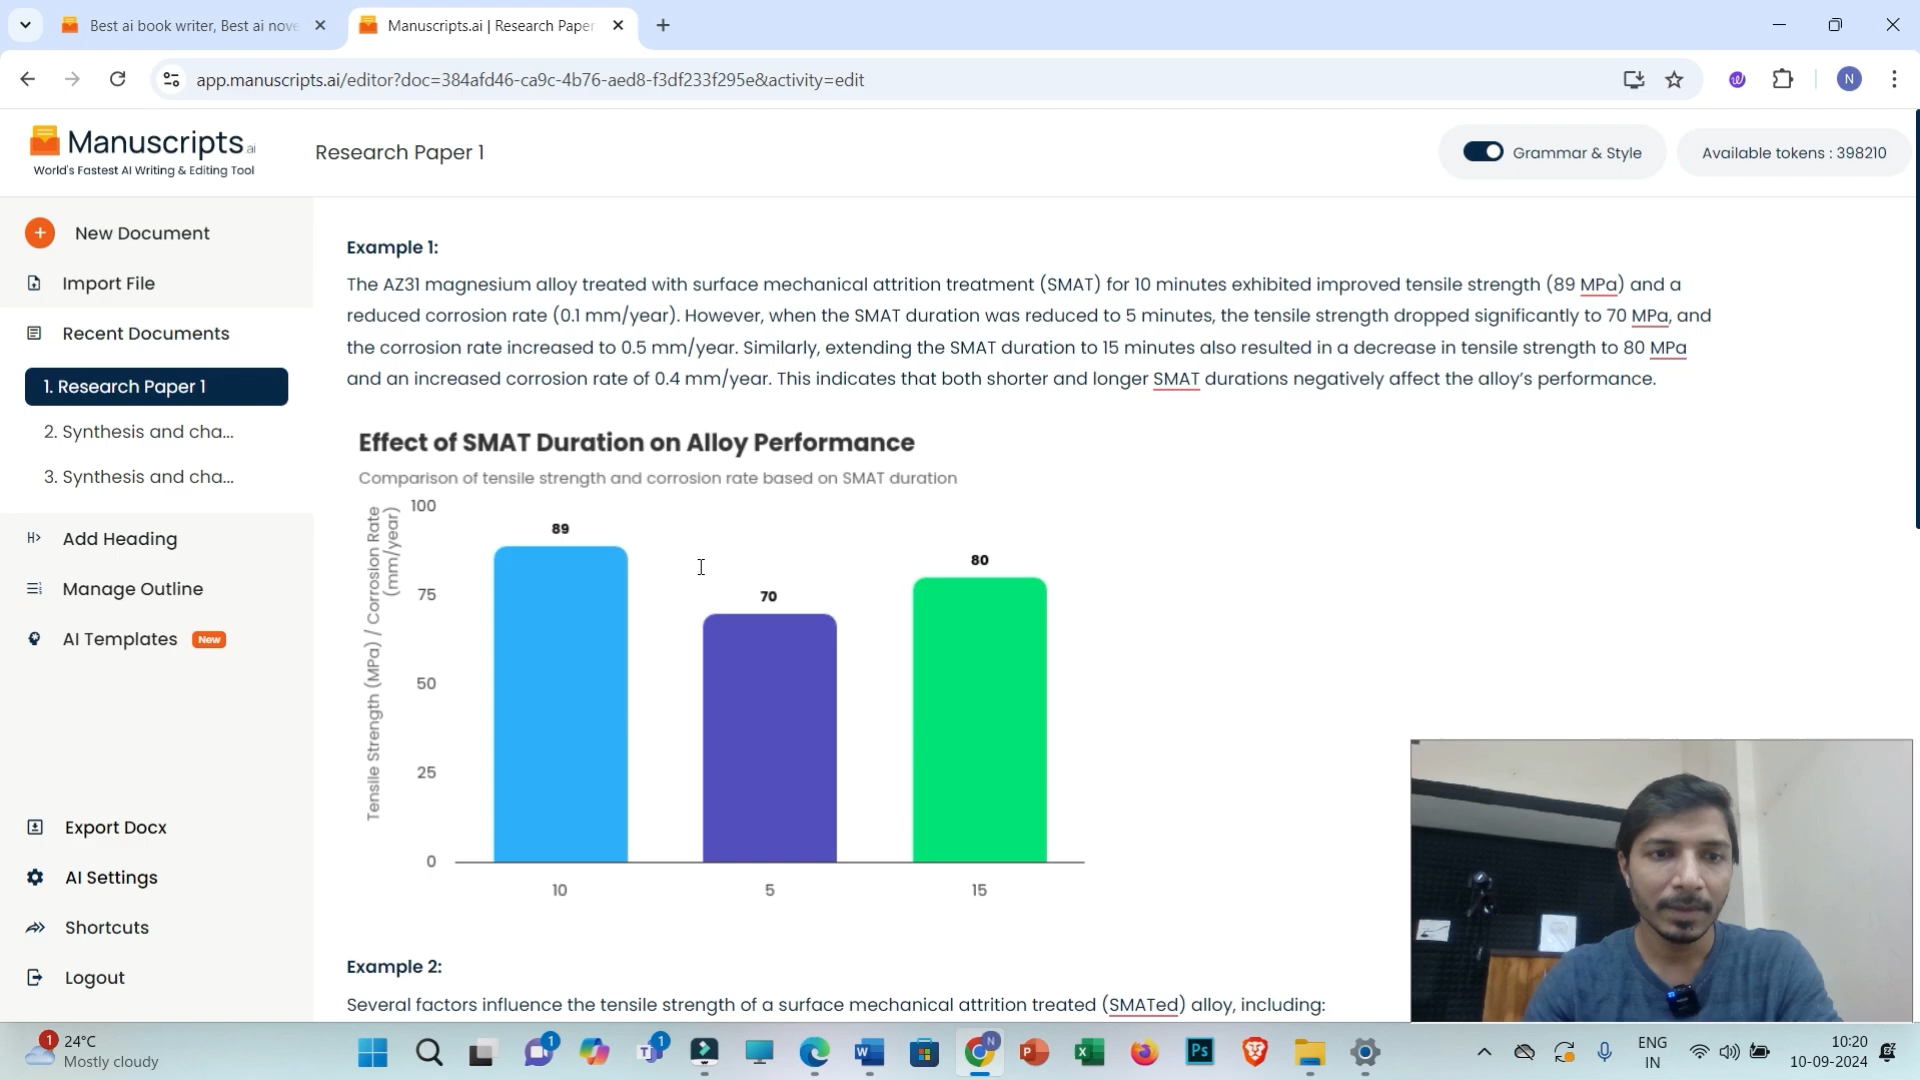 Best ai book writer, Best ai nove
Manuscripts.ai | Research Paper
app.manuscripts.ai/editor?doc=384afd46-ca9c-4b76-aed8-f3df233f295e&activity=edit
N
Manuscripts.ai
World's Fastest AI Writing & Editing Tool
Research Paper 1
Grammar & Style
Available tokens : 398210
New Document
Import File
Recent Documents
1. Research Paper 1
2. Synthesis and cha...
3. Synthesis and cha...
Add Heading
Manage Outline
AI Templates New
Export Docx
AI Settings
Shortcuts
Logout
Example 1:
The AZ31 magnesium alloy treated with surface mechanical attrition treatment (SMAT) for 10 minutes exhibited improved tensile strength (89 MPa) and a
reduced corrosion rate (0.1 mm/year). However, when the SMAT duration was reduced to 5 minutes, the tensile strength dropped significantly to 70 MPa, and
the corrosion rate increased to 0.5 mm/year. Similarly, extending the SMAT duration to 15 minutes also resulted in a decrease in tensile strength to 80 MPa
and an increased corrosion rate of 0.4 mm/year. This indicates that both shorter and longer SMAT durations negatively affect the alloy's performance.
Effect of SMAT Duration on Alloy Performance
Comparison of tensile strength and corrosion rate based on SMAT duration
Tensile Strength (MPa) / Corrosion Rate
(mm/year)
100
75
50
25
0
89
70
80
10
5
15
Example 2:
Several factors influence the tensile strength of a surface mechanical attrition treated (SMATed) alloy, including:
1
24°C
Mostly cloudy
1
1
N
Ps
ENG
IN
10:20
10-09-2024